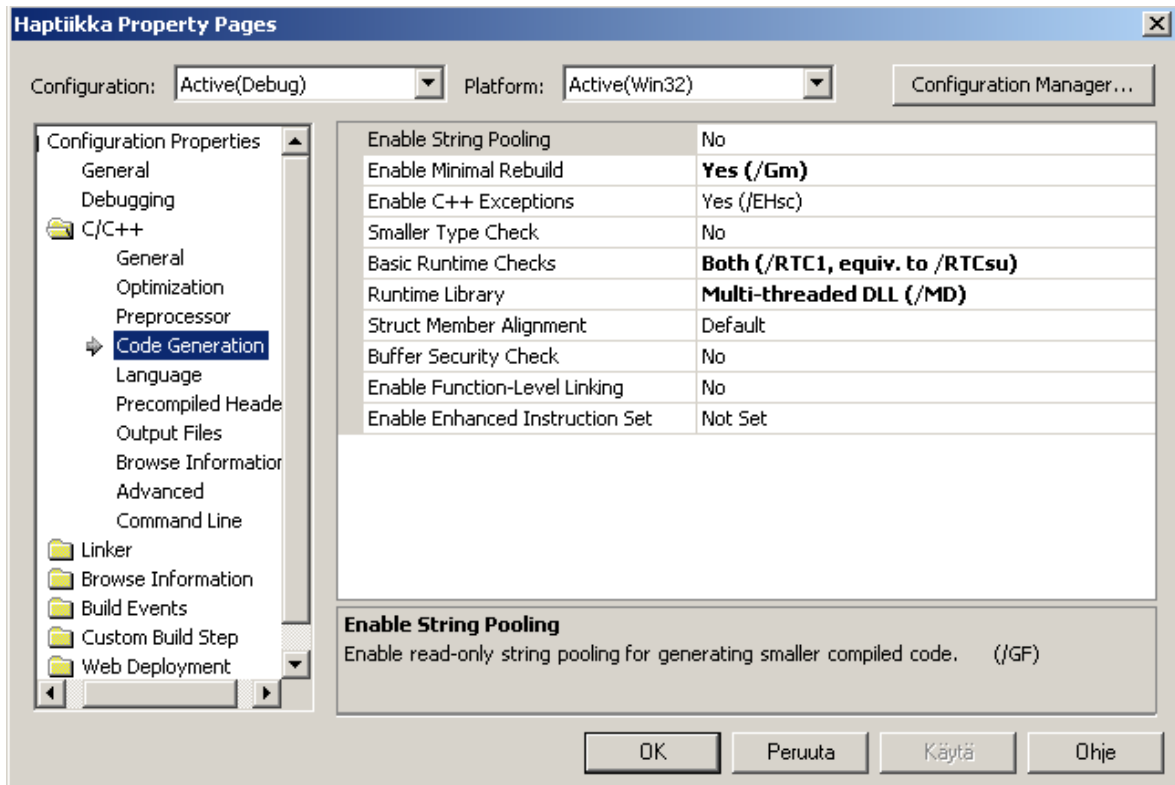 Haptiikka Property Pages
Configuration: Active(Debug) Platform: Active(Win32) Configuration Manager...
Configuration Properties
General
Debugging
C/C++
General
Optimization
Preprocessor
Code Generation
Language
Precompiled Heade
Output Files
Browse Information
Advanced
Command Line
Linker
Browse Information
Build Events
Custom Build Step
Web Deployment
Enable String Pooling No
Enable Minimal Rebuild Yes (/Gm)
Enable C++ Exceptions Yes (/EHsc)
Smaller Type Check No
Basic Runtime Checks Both (/RTC1, equiv. to /RTCsu)
Runtime Library Multi-threaded DLL (/MD)
Struct Member Alignment Default
Buffer Security Check No
Enable Function-Level Linking No
Enable Enhanced Instruction Set Not Set
Enable String Pooling
Enable read-only string pooling for generating smaller compiled code. (/GF)
OK Peruuta Käytä Ohje